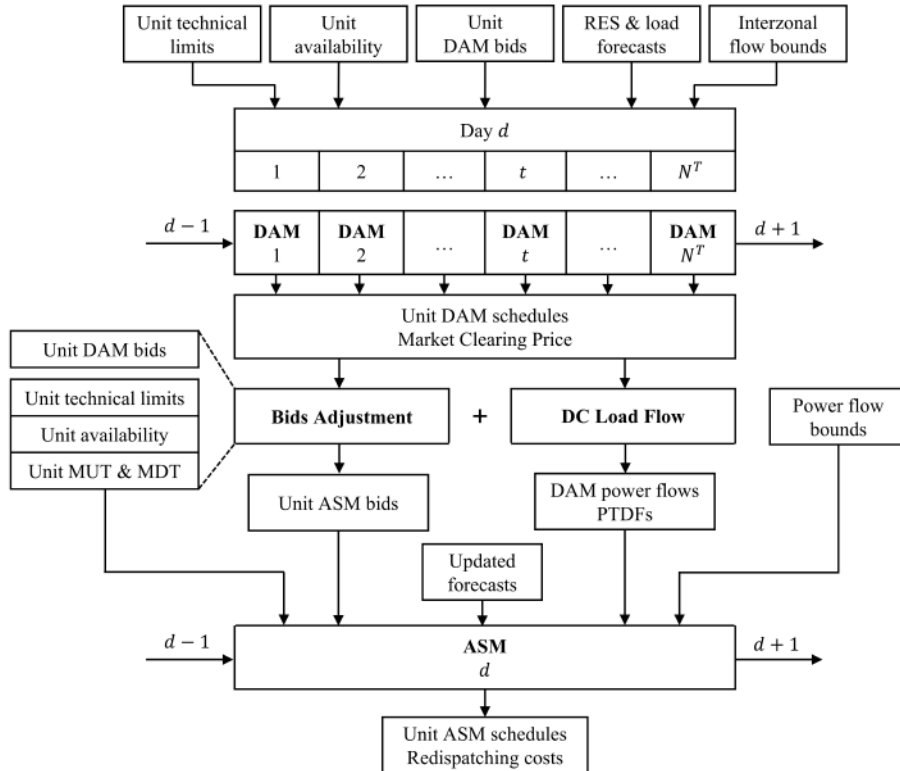 Unit technical
limits
Unit
availability
Unit
DAM bids
RES & load
forecasts
Interzonal
flow bounds
Day d
1
2
...
t
...
N^T
d − 1
DAM
1
DAM
2
...
DAM
t
...
DAM
N^T
d + 1
Unit DAM schedules
Market Clearing Price
Unit DAM bids
Unit technical limits
Unit availability
Unit MUT & MDT
Bids Adjustment
+
DC Load Flow
Power flow
bounds
Unit ASM bids
DAM power flows
PTDFs
Updated
forecasts
d − 1
ASM
d
d + 1
Unit ASM schedules
Redispatching costs